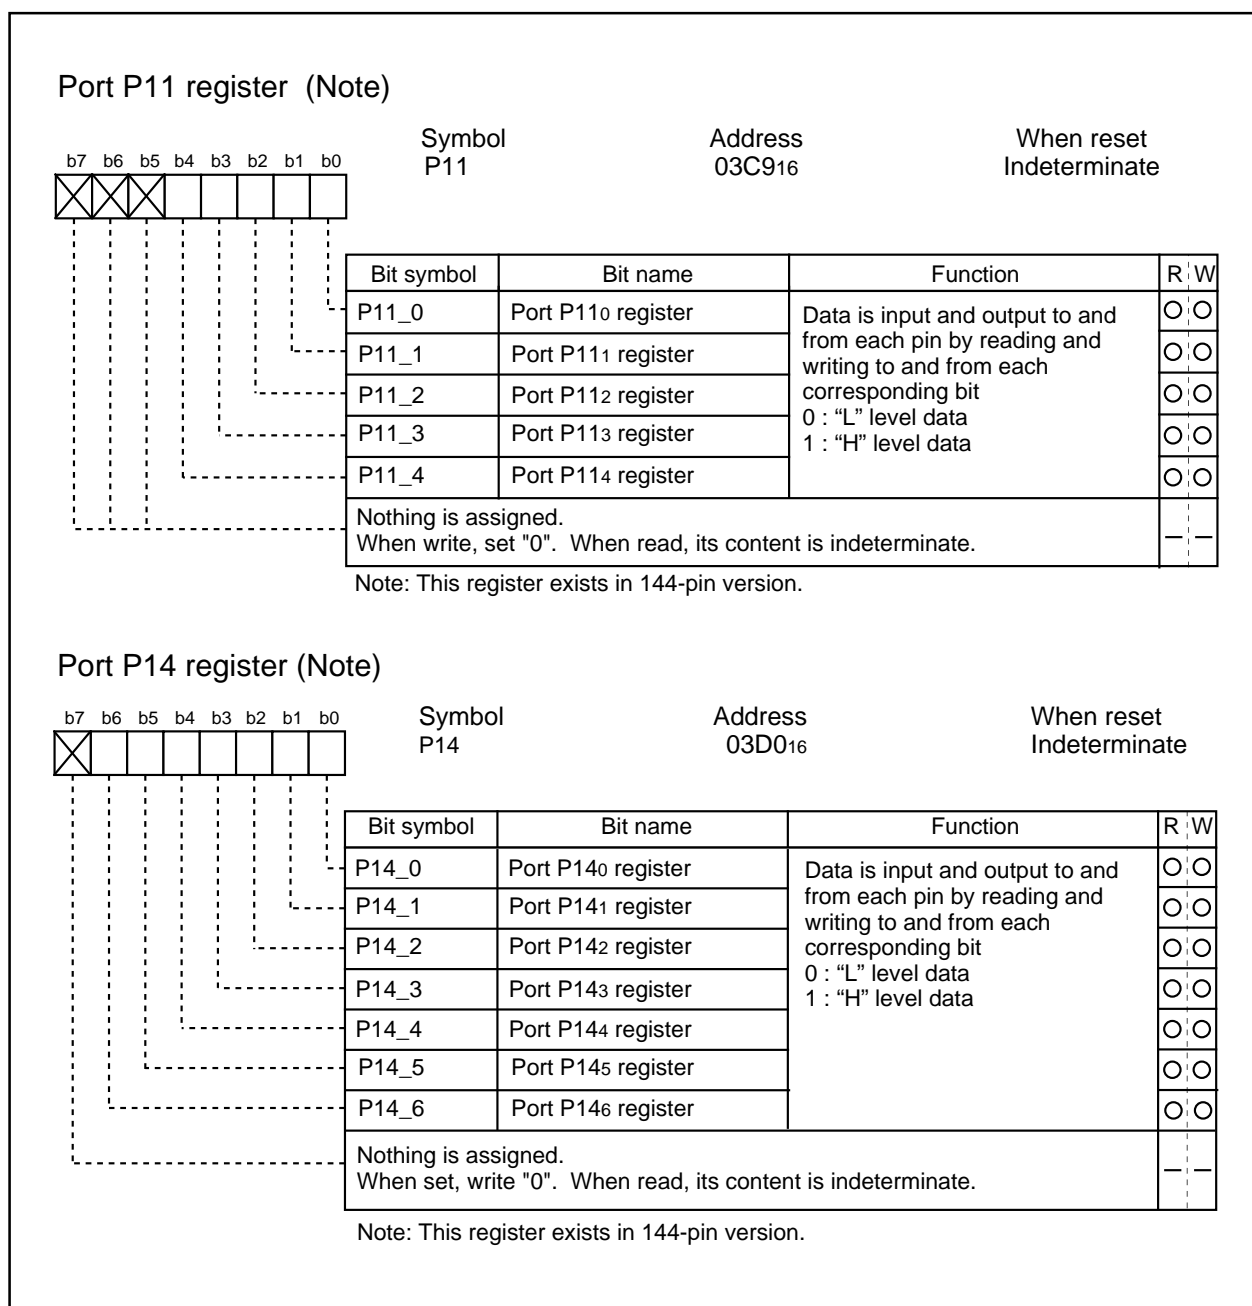 Port P11 register  (Note)
Symbol Address When reset
b7 b6 b5 b4 b3 b2 b1 b0
P11 03C916 Indeterminate
Bit symbol Bit name Function R W
P11_0 Port P110 register
P11_1 Port P111 register
P11_2 Port P112 register
P11_3 Port P113 register
P11_4 Port P114 register
Data is input and output to and
from each pin by reading and
writing to and from each
corresponding bit
0 : “L” level data
1 : “H” level data
Nothing is assigned.
When write, set "0".  When read, its content is indeterminate.
Note: This register exists in 144-pin version.
Port P14 register (Note)
b7 b6 b5 b4 b3 b2 b1 b0
Symbol Address When reset
P14 03D016 Indeterminate
Bit symbol Bit name Function R W
P14_0 Port P140 register
P14_1 Port P141 register
P14_2 Port P142 register
P14_3 Port P143 register
P14_4 Port P144 register
P14_5 Port P145 register
P14_6 Port P146 register
Data is input and output to and
from each pin by reading and
writing to and from each
corresponding bit
0 : “L” level data
1 : “H” level data
Nothing is assigned.
When set, write "0".  When read, its content is indeterminate.
Note: This register exists in 144-pin version.